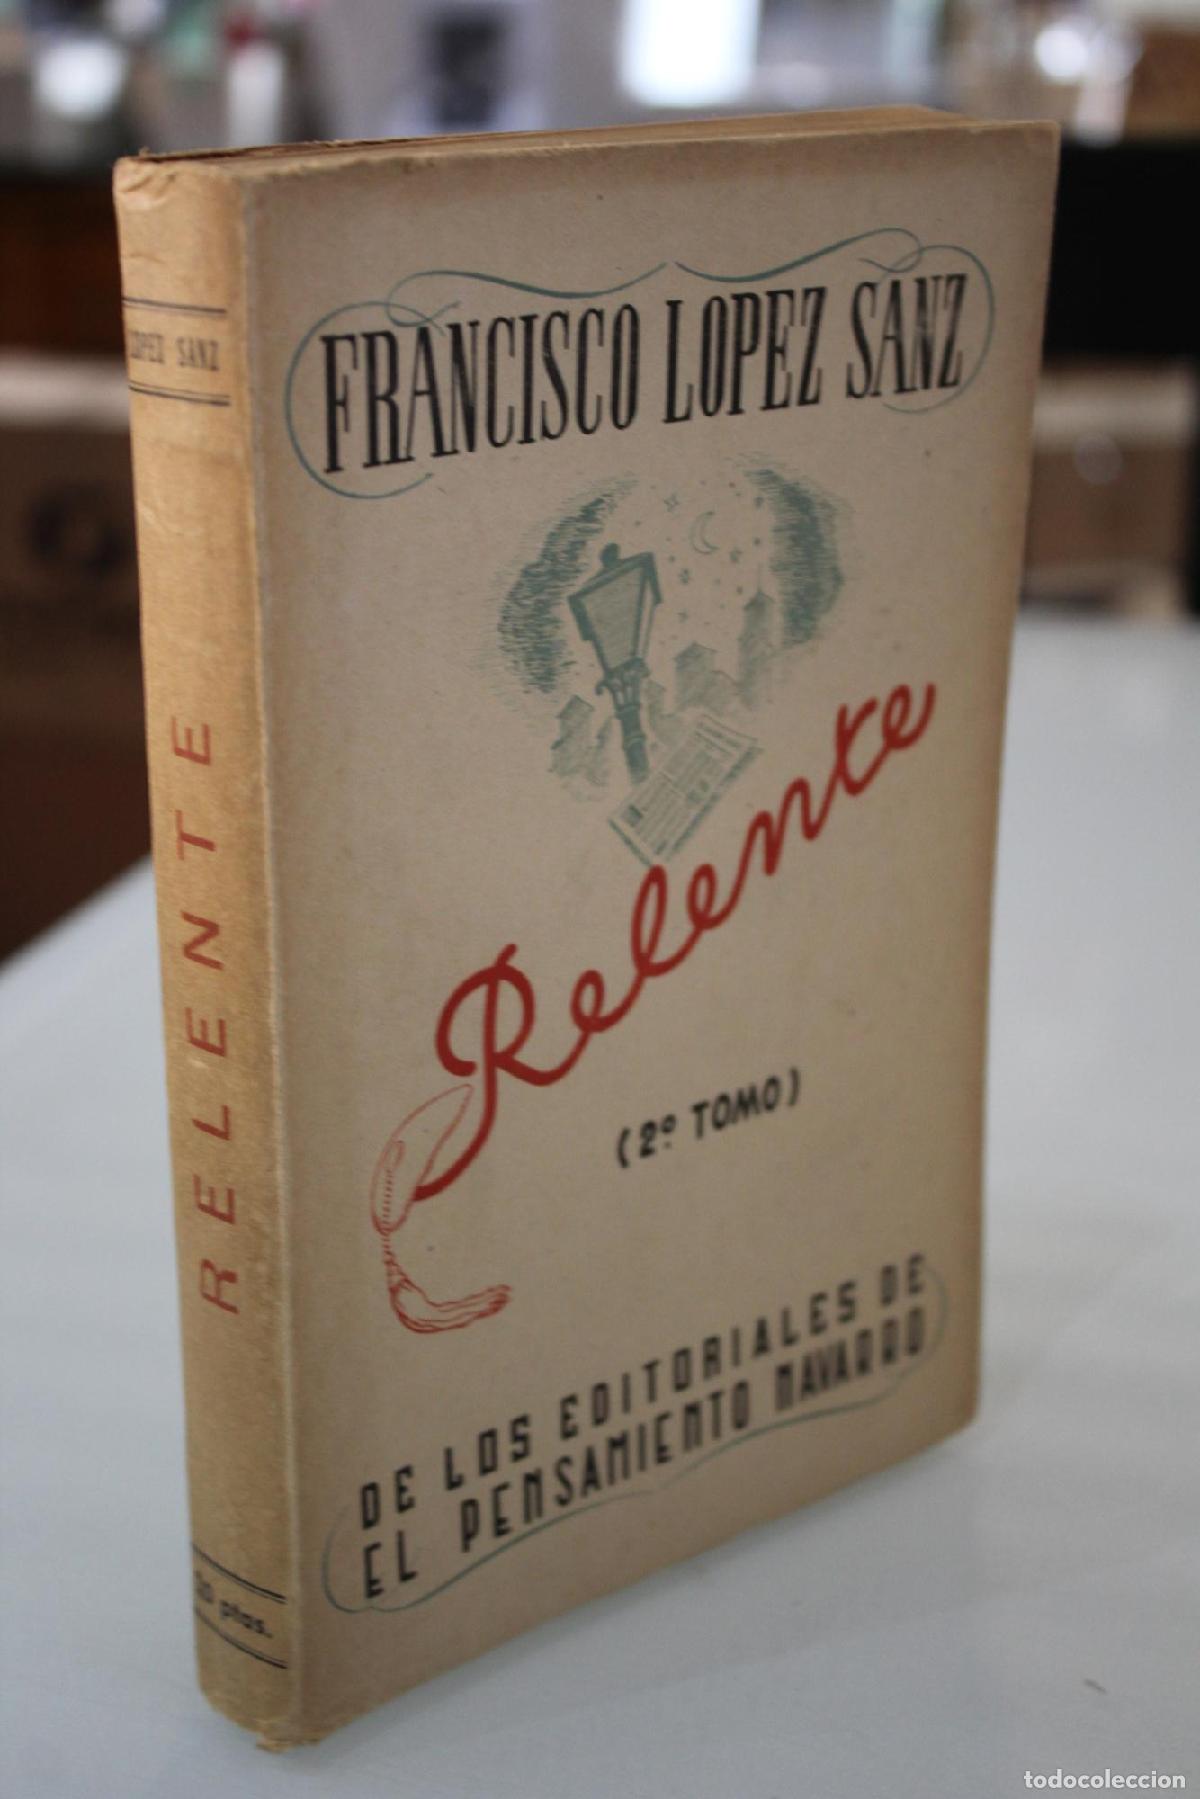 LOPEZ SANZ
RELENTE
ptas.
FRANCISCO LOPEZ SANZ
Relente
(2º TOMO)
DE LOS EDITORIALES DE
EL PENSAMIENTO NAVARRO
todocoleccion